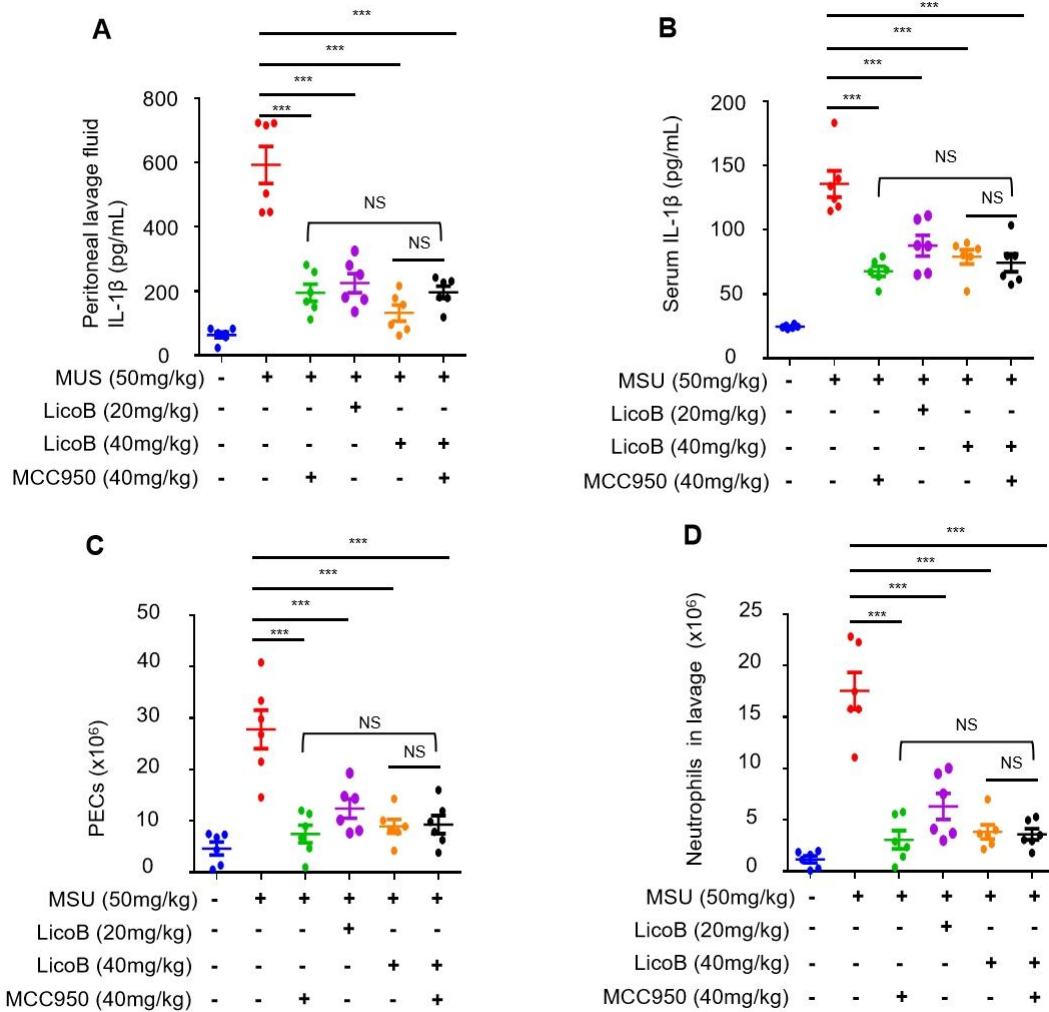 A
***
***
***
***
Peritoneal lavage fluid
IL-1β (pg/mL)
800
600
400
200
0
NS
NS
MUS (50mg/kg) - + + + + +
LicoB (20mg/kg) - - - + - -
LicoB (40mg/kg) - - - - + +
MCC950 (40mg/kg) - - + - - +
B
***
***
***
***
Serum IL-1β (pg/mL)
200
150
100
50
0
NS
NS
MSU (50mg/kg) - + + + + +
LicoB (20mg/kg) - - - + - -
LicoB (40mg/kg) - - - - + +
MCC950 (40mg/kg) - - + - - +
C
***
***
***
***
PECs (x10⁶)
50
40
30
20
10
0
NS
NS
MSU (50mg/kg) - + + + + +
LicoB (20mg/kg) - - - + - -
LicoB (40mg/kg) - - - - + +
MCC950 (40mg/kg) - - + - - +
D
***
***
***
***
Neutrophils in lavage (x10⁶)
25
20
15
10
5
0
NS
NS
MSU (50mg/kg) - + + + + +
LicoB (20mg/kg) - - - + - -
LicoB (40mg/kg) - - - - + +
MCC950 (40mg/kg) - - + - - +